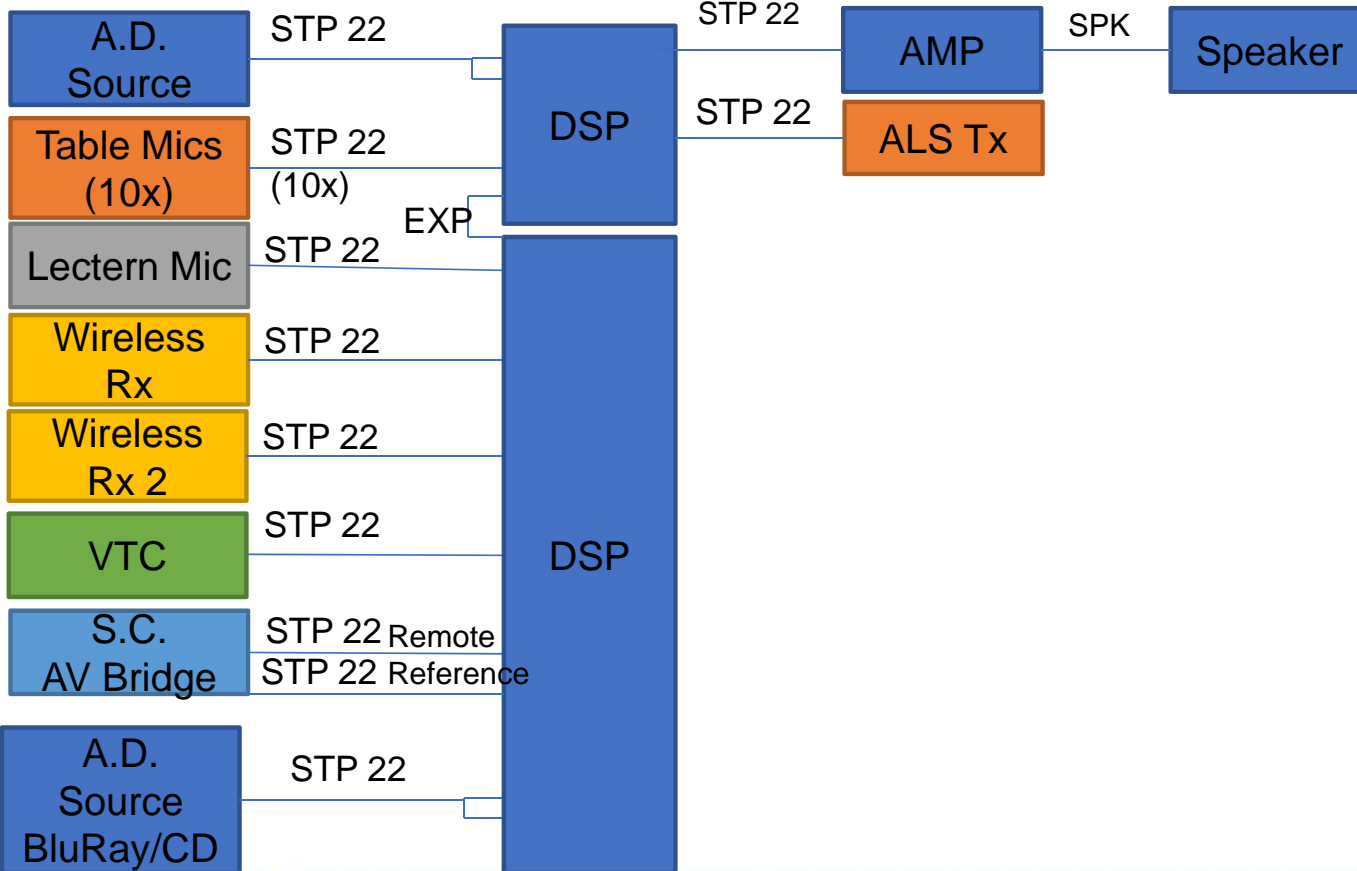 A.D.
Source
STP 22
DSP
STP 22
AMP
SPK
Speaker
Table Mics
(10x)
STP 22
(10x)
STP 22
ALS Tx
EXP
Lectern Mic
STP 22
Wireless
Rx
STP 22
Wireless
Rx 2
STP 22
VTC
STP 22
DSP
S.C.
AV Bridge
STP 22 Remote
STP 22 Reference
A.D.
Source
BluRay/CD
STP 22